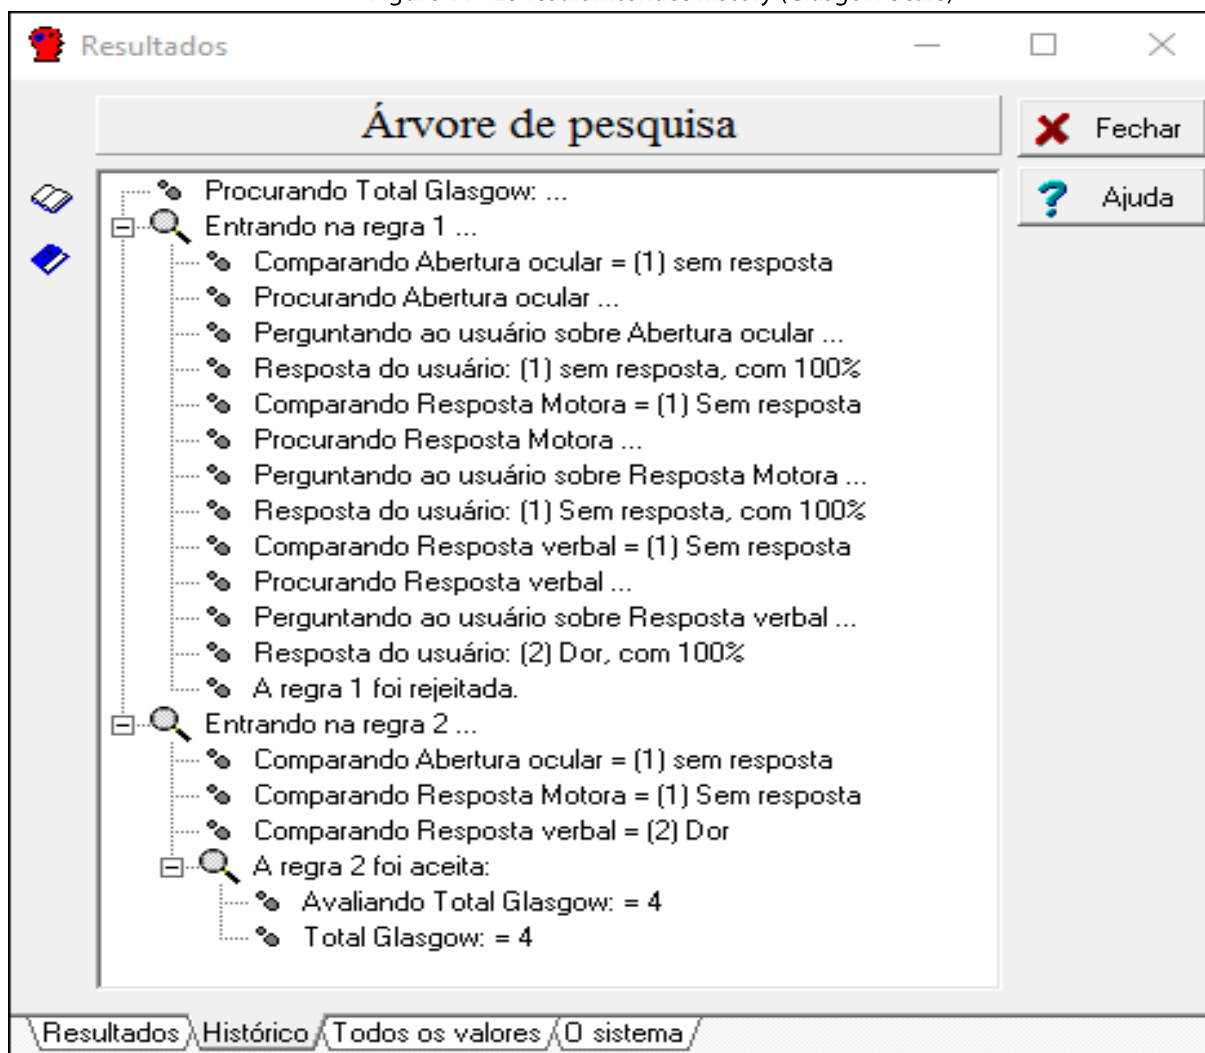 Resultados
Árvore de pesquisa
Fechar
Ajuda
Procurando Total Glasgow: ...
Entrando na regra 1 ...
Comparando Abertura ocular = (1) sem resposta
Procurando Abertura ocular ...
Perguntando ao usuário sobre Abertura ocular ...
Resposta do usuário: (1) sem resposta, com 100%
Comparando Resposta Motora = (1) Sem resposta
Procurando Resposta Motora ...
Perguntando ao usuário sobre Resposta Motora ...
Resposta do usuário: (1) Sem resposta, com 100%
Comparando Resposta verbal = (1) Sem resposta
Procurando Resposta verbal ...
Perguntando ao usuário sobre Resposta verbal ...
Resposta do usuário: (2) Dor, com 100%
A regra 1 foi rejeitada.
Entrando na regra 2 ...
Comparando Abertura ocular = (1) sem resposta
Comparando Resposta Motora = (1) Sem resposta
Comparando Resposta verbal = (2) Dor
A regra 2 foi aceita:
Avaliando Total Glasgow: = 4
Total Glasgow: = 4
Resultados Histórico Todos os valores O sistema